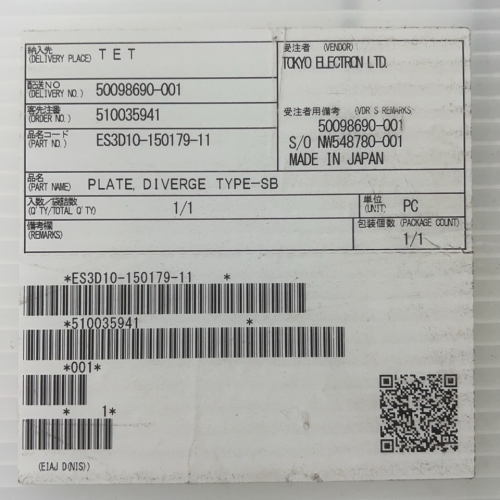 納入先
(DELIVERY PLACE) TET
配送NO
(DELIVERY NO.) 50098690-001
客先注番
(ORDER NO.) 510035941
品名コード
(PART NO.) ES3D10-150179-11
受注者 (VENDOR)
TOKYO ELECTRON LTD.
受注者用備考 (VDR'S REMARKS)
50098690-001
S/O NW548780-001
MADE IN JAPAN
品名
(PART NAME) PLATE, DIVERGE TYPE-SB
入数/袋詰数
(Q'TY/TOTAL Q'TY) 1/1
単位
(UNIT) PC
備考欄
(REMARKS)
包装個数 (PACKAGE COUNT)
1/1
*ES3D10-150179-11 *
*510035941 *
*001*
* 1*
(EIAJ D(NIS))